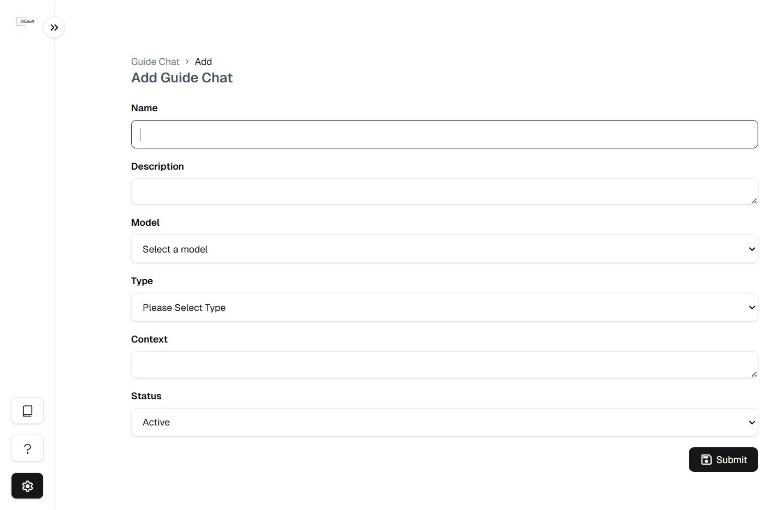 Guide Chat > Add
Add Guide Chat
Name
Description
Model
Select a model
Type
Please Select Type
Context
Status
Active
?
Submit